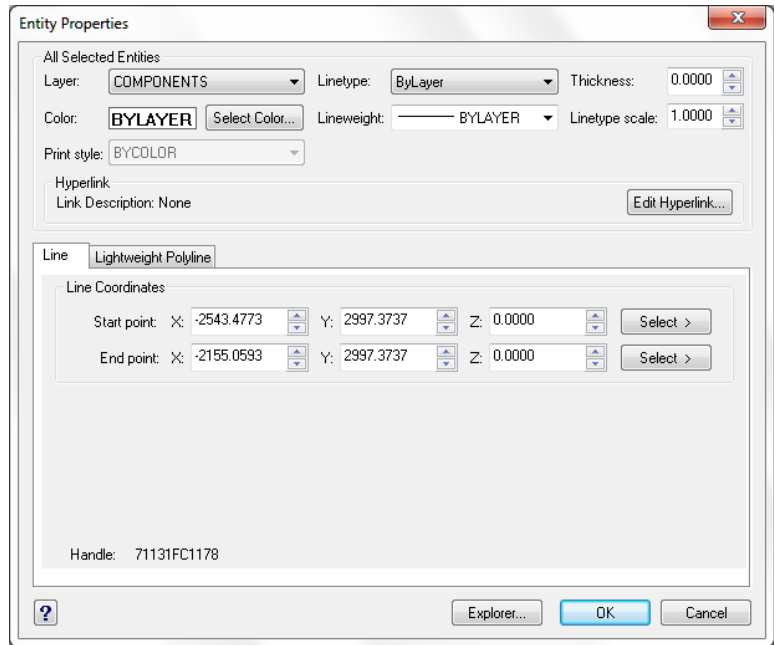 Entity Properties
All Selected Entities
Layer: COMPONENTS Linetype: ByLayer Thickness: 0.0000
Color: BYLAYER Select Color... Lineweight: BYLAYER Linetype scale: 1.0000
Print style: BYCOLOR
Hyperlink
Link Description: None Edit Hyperlink...
Line Lightweight Polyline
Line Coordinates
Start point: X: -2543.4773 Y: 2997.3737 Z: 0.0000 Select >
End point: X: -2155.0593 Y: 2997.3737 Z: 0.0000 Select >
Handle: 71131FC1178
? Explorer... OK Cancel